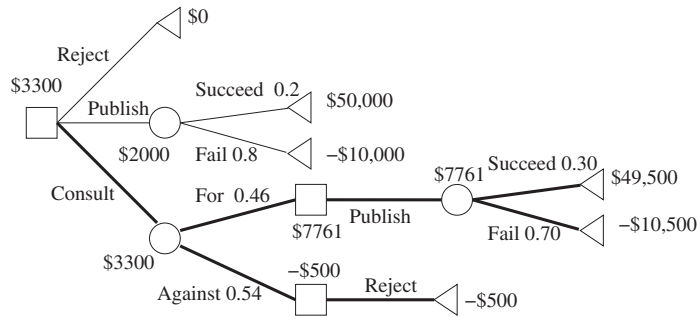 $0
Reject
$3300
Publish
Succeed 0.2
$50,000
$2000
Fail 0.8
−$10,000
Consult
For 0.46
$7761
Publish
$7761
Succeed 0.30
$49,500
Fail 0.70
−$10,500
$3300
Against 0.54
−$500
Reject
−$500